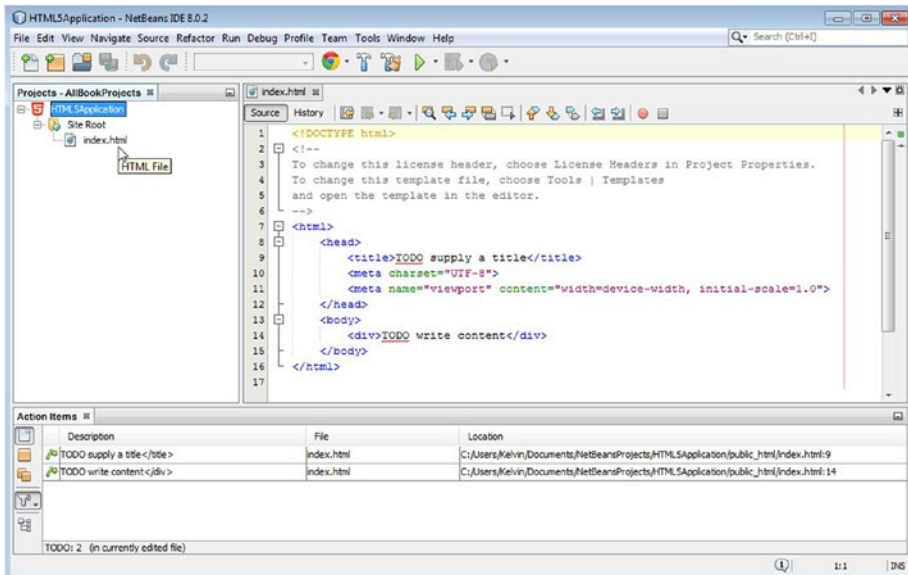 HTML5Application - NetBeans IDE 8.0.2
File Edit View Navigate Source Refactor Run Debug Profile Team Tools Window Help
Search (Ctrl+I)
Projects - AllBookProjects
HTML5Application
Site Root
index.html
HTML File
index.html
Source History
1 <!DOCTYPE html>
2 <!--
3 To change this license header, choose License Headers in Project Properties.
4 To change this template file, choose Tools | Templates
5 and open the template in the editor.
6 -->
7 <html>
8 <head>
9 <title>TODO supply a title</title>
10 <meta charset="UTF-8">
11 <meta name="viewport" content="width=device-width, initial-scale=1.0">
12 </head>
13 <body>
14 <div>TODO write content</div>
15 </body>
16 </html>
17
Action Items
Description File Location
TODO supply a title</title> index.html C:/Users/Kelvin/Documents/NetBeansProjects/HTML5Application/public_html/index.html:9
TODO write content</div> index.html C:/Users/Kelvin/Documents/NetBeansProjects/HTML5Application/public_html/index.html:14
TODO: 2 (in currently edited file)
1 1:1 INS